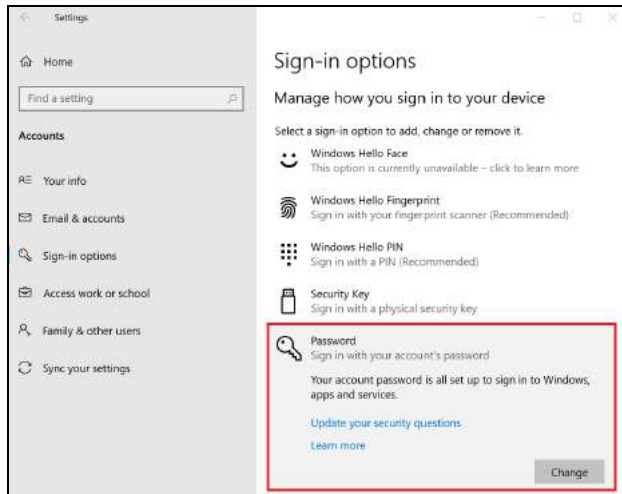 Settings
Home
Find a setting
Accounts
Your info
Email & accounts
Sign-in options
Access work or school
Family & other users
Sync your settings
Sign-in options
Manage how you sign in to your device
Select a sign-in option to add, change or remove it.
Windows Hello Face
This option is currently unavailable – click to learn more
Windows Hello Fingerprint
Sign in with your fingerprint scanner (Recommended)
Windows Hello PIN
Sign in with a PIN (Recommended)
Security Key
Sign in with a physical security key
Password
Sign in with your account's password
Your account password is all set up to sign in to Windows,
apps and services.
Update your security questions
Learn more
Change